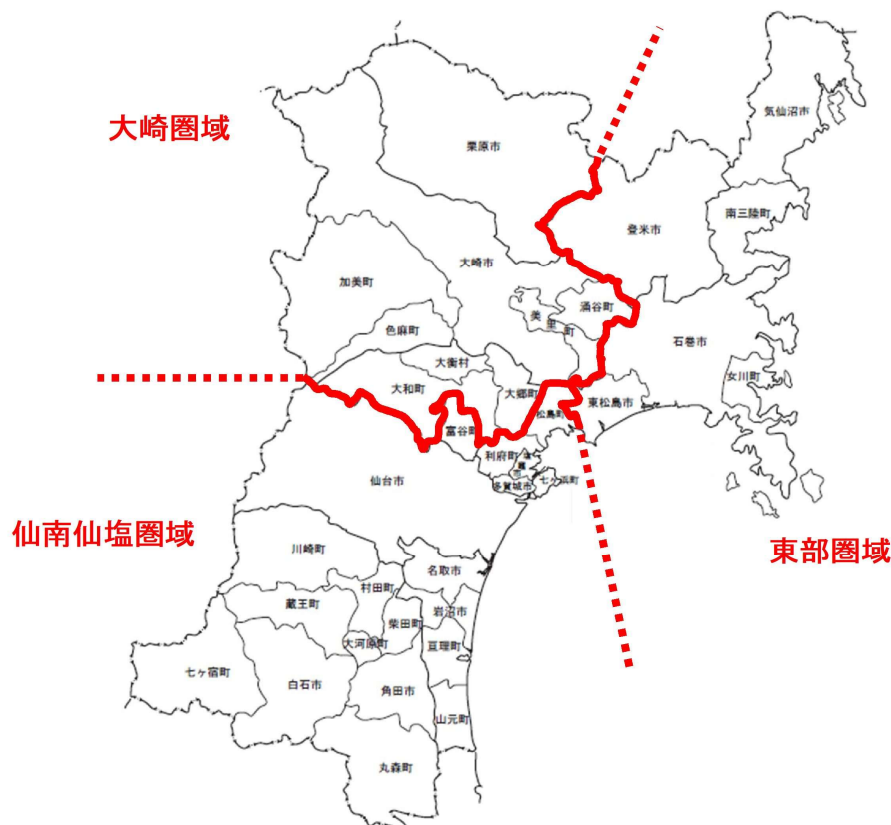 気仙沼市
大崎圏域
栗原市
南三陸町
登米市
大崎市
加美町
涌谷町
美里町
色麻町
石巻市
大衡村
女川町
大和町
大郷町
東松島市
松島町
富谷町
利府町
塩竈市
仙台市
多賀城市
七ヶ浜町
仙南仙塩圏域
東部圏域
川崎町
名取市
村田町
蔵王町
岩沼市
柴田町
大河原町
亘理町
七ヶ宿町
白石市
角田市
山元町
丸森町